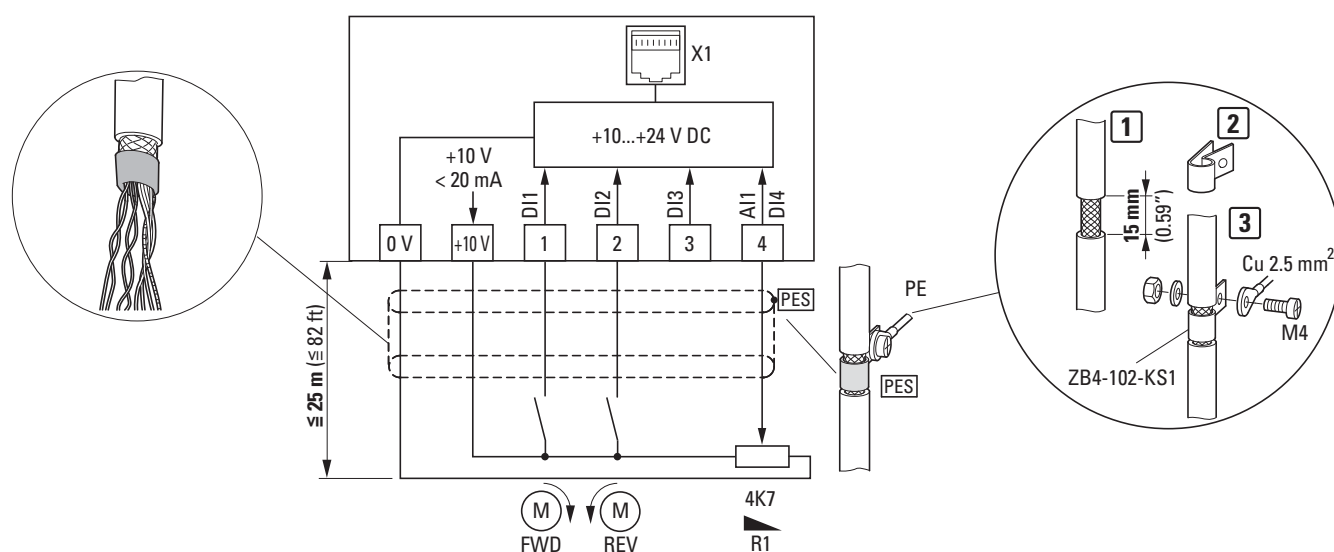 X1
+10...+24 V DC
+10 V
< 20 mA
DI1
DI2
DI3
AI1
DI4
0 V
+10 V
1
2
3
4
≦ 25 m (≦ 82 ft)
PES
PE
PES
FWD
M
M
REV
4K7
R1
1
2
3
15 mm
(0.59″)
Cu 2.5 mm²
M4
ZB4-102-KS1